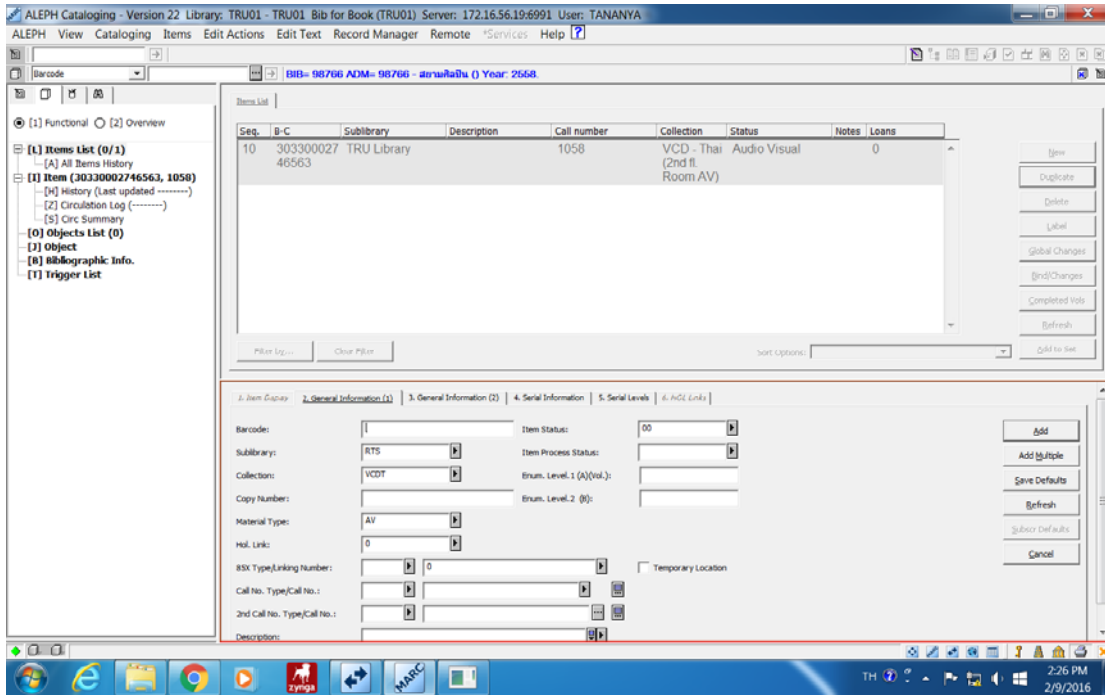 ALEPH Cataloging - Version 22 Library: TRU01 - TRU01 Bib for Book (TRU01) Server: 172.16.56.19:6991 User: TANANYA
ALEPH View Cataloging Items Edit Actions Edit Text Record Manager Remote *Services Help ?
Barcode
BIB= 98766 ADM= 98766 - สยามศิลปิน () Year: 2558.
[1] Functional [2] Overview
[L] Items List (0/1)
[A] All Items History
[I] Item (30330002746563, 1058)
[H] History (Last updated --------)
[Z] Circulation Log (--------)
[S] Circ Summary
[O] Objects List (0)
[J] Object
[B] Bibliographic Info.
[T] Trigger List
Items List
Seq. B-C Sublibrary Description Call number Collection Status Notes Loans
10 303300027 TRU Library 1058 VCD - Thai Audio Visual 0
46563 (2nd fl.
Room AV)
New
Duplicate
Delete
Label
Global Changes
Bind/Changes
Completed Vols
Refresh
Filter by... Clear Filter Sort Options: Add to Set
1. Item Display 2. General Information (1) 3. General Information (2) 4. Serial Information 5. Serial Levels 6. HOL Links
Barcode: Item Status: 00 Add
Sublibrary: RTS Item Process Status: Add Multiple
Collection: VCDT Enum. Level.1 (A)(Vol.): Save Defaults
Copy Number: Enum. Level.2 (B): Refresh
Material Type: AV Subscr Defaults
Hol. Link: 0 Cancel
85X Type/Linking Number: 0 Temporary Location
Call No. Type/Call No.:
2nd Call No. Type/Call No.:
Description:
zynga MARC TH 2:26 PM
2/9/2016